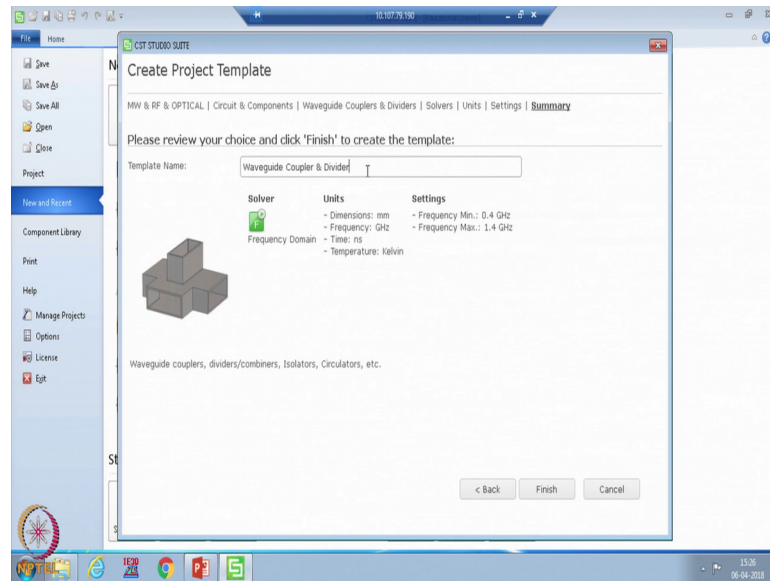 10.107.79.190
File Home
CST STUDIO SUITE
Save
Save As
Save All
Open
Close
Project
New and Recent
Component Library
Print
Help
Manage Projects
Options
License
Exit
Create Project Template
MW & RF & OPTICAL | Circuit & Components | Waveguide Couplers & Dividers | Solvers | Units | Settings | Summary
Please review your choice and click 'Finish' to create the template:
Template Name: Waveguide Coupler & Divider
Solver Units Settings
Frequency Domain
- Dimensions: mm
- Frequency: GHz
- Time: ns
- Temperature: Kelvin
- Frequency Min.: 0.4 GHz
- Frequency Max.: 1.4 GHz
Waveguide couplers, dividers/combiners, Isolators, Circulators, etc.
< Back Finish Cancel
NPTEL
IE3D
15:26
06-04-2018